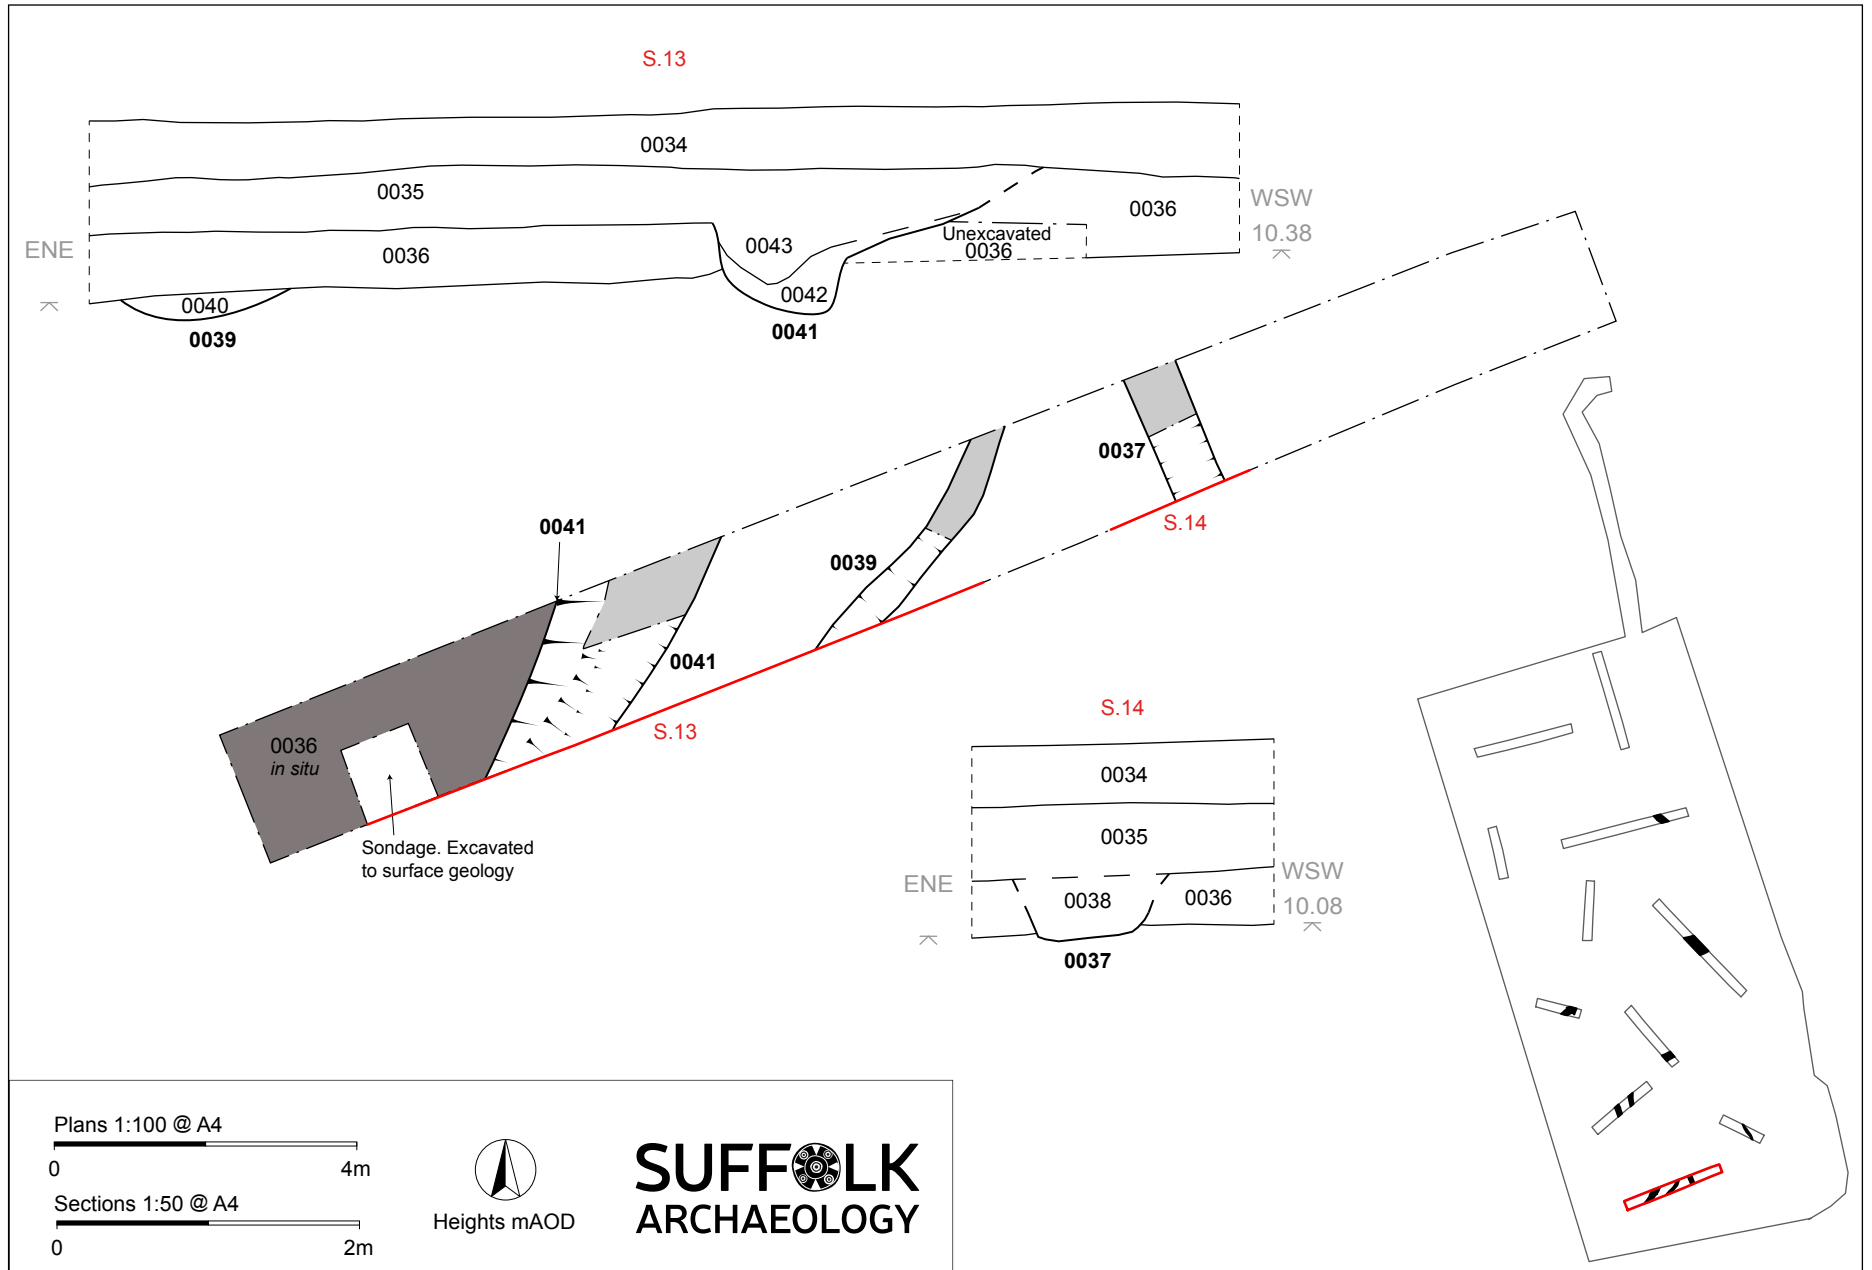 S.13
0034
0035
0036
WSW
10.38
ENE
0043
Unexcavated
0036
0036
0040
0042
0039
0041
0037
S.14
0041
0039
0041
S.13
0036
in situ
Sondage. Excavated
to surface geology
S.14
0034
0035
ENE
WSW
10.08
0038
0036
0037
Plans 1:100 @ A4
0 4m
Sections 1:50 @ A4
0 2m
Heights mAOD
SUFFOLK
ARCHAEOLOGY